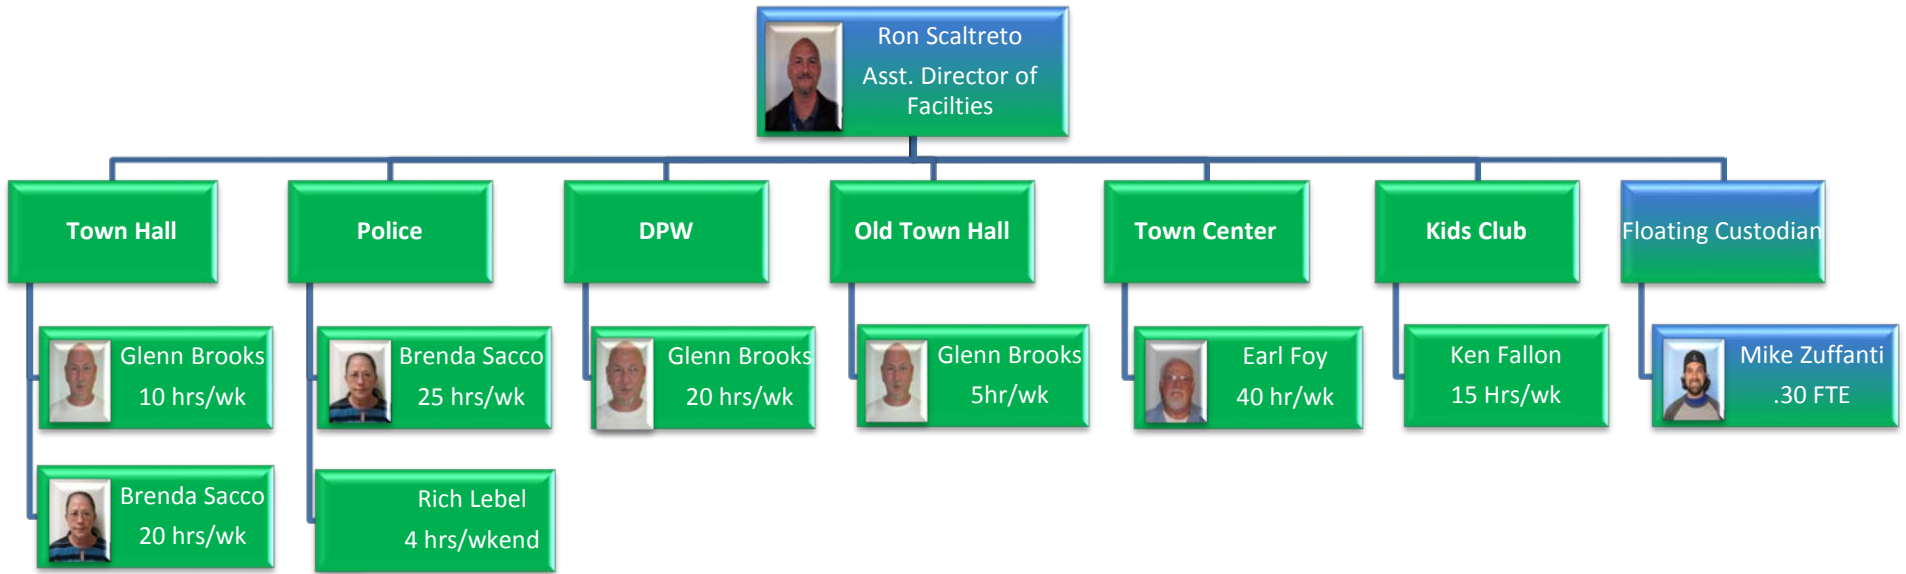 Ron Scaltreto
Asst. Director of
Facilties
Town Hall
Police
DPW
Old Town Hall
Town Center
Kids Club
Floating Custodian
Glenn Brooks
10 hrs/wk
Brenda Sacco
25 hrs/wk
Glenn Brooks
20 hrs/wk
Glenn Brooks
5hr/wk
Earl Foy
40 hr/wk
Ken Fallon
15 Hrs/wk
Mike Zuffanti
.30 FTE
Brenda Sacco
20 hrs/wk
Rich Lebel
4 hrs/wkend